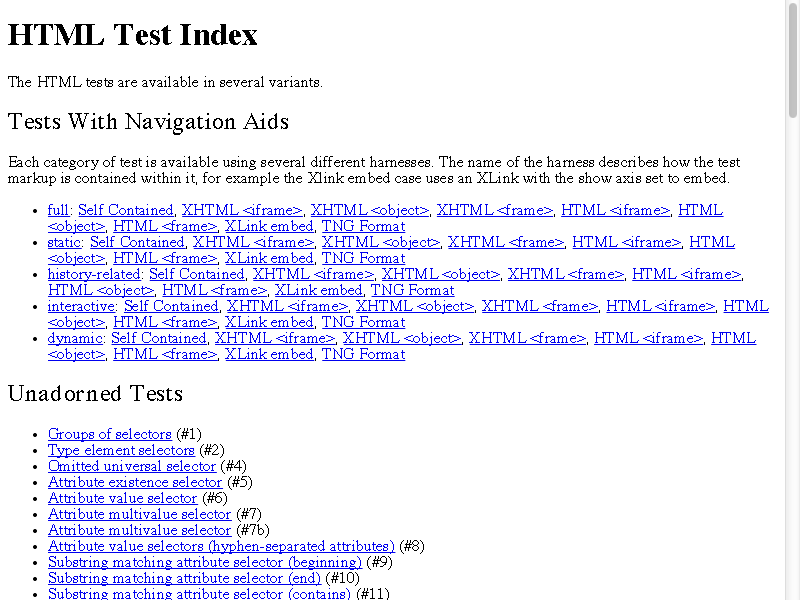 HTML Test Index
The HTML tests are available in several variants.
Tests With Navigation Aids
Each category of test is available using several different harnesses. The name of the harness describes how the test
markup is contained within it, for example the Xlink embed case uses an XLink with the show axis set to embed.
• full: Self Contained, XHTML <iframe>, XHTML <object>, XHTML <frame>, HTML <iframe>, HTML
<object>, HTML <frame>, XLink embed, TNG Format
• static: Self Contained, XHTML <iframe>, XHTML <object>, XHTML <frame>, HTML <iframe>, HTML
<object>, HTML <frame>, XLink embed, TNG Format
• history-related: Self Contained, XHTML <iframe>, XHTML <object>, XHTML <frame>, HTML <iframe>,
HTML <object>, HTML <frame>, XLink embed, TNG Format
• interactive: Self Contained, XHTML <iframe>, XHTML <object>, XHTML <frame>, HTML <iframe>, HTML
<object>, HTML <frame>, XLink embed, TNG Format
• dynamic: Self Contained, XHTML <iframe>, XHTML <object>, XHTML <frame>, HTML <iframe>, HTML
<object>, HTML <frame>, XLink embed, TNG Format
Unadorned Tests
• Groups of selectors (#1)
• Type element selectors (#2)
• Omitted universal selector (#4)
• Attribute existence selector (#5)
• Attribute value selector (#6)
• Attribute multivalue selector (#7)
• Attribute multivalue selector (#7b)
• Attribute value selectors (hyphen-separated attributes) (#8)
• Substring matching attribute selector (beginning) (#9)
• Substring matching attribute selector (end) (#10)
• Substring matching attribute selector (contains) (#11)